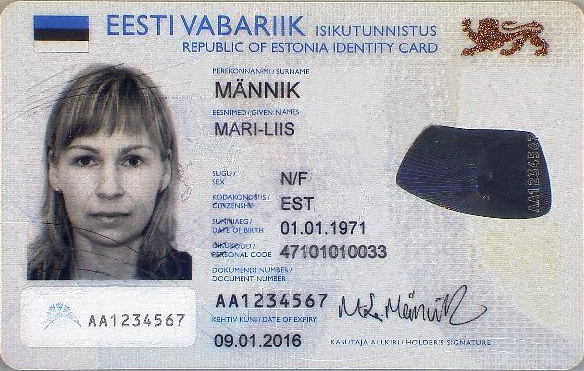 EESTI VABARIIK ISIKUTUNNISTUS
REPUBLIC OF ESTONIA IDENTITY CARD
PEREKONNANIMI / SURNAME
MÄNNIK
EESNIMED / GIVEN NAMES
MARI-LIIS
SUGU /
SEX
N/F
KODAKONDSUS /
CITIZENSHIP
EST
SÜNNIAEG /
DATE OF BIRTH
01.01.1971
ISIKUKOOD /
PERSONAL CODE
47101010033
DOKUMENDI NUMBER /
DOCUMENT NUMBER
AA1234567
KEHTIV KUNI / DATE OF EXPIRY
09.01.2016
AA1234567
KASUTAJA ALLKIRI / HOLDER'S SIGNATURE
AA1234567